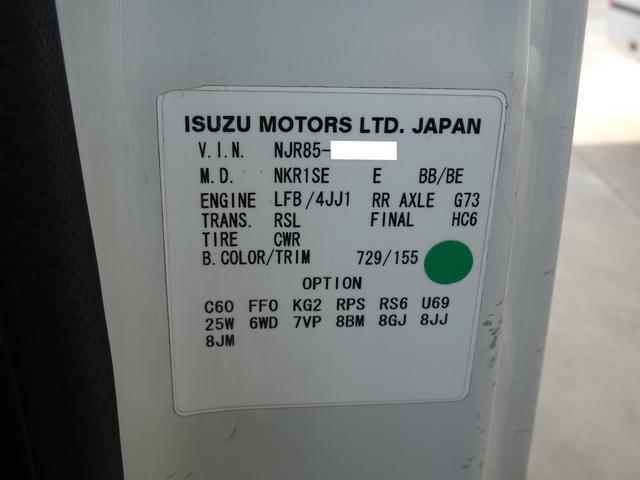 ISUZU MOTORS LTD. JAPAN
V.I.N. NJR85-
M.D. NKR1SE E BB/BE
ENGINE LFB/4JJ1 RR AXLE G73
TRANS. RSL FINAL HC6
TIRE CWR
B.COLOR/TRIM 729/155
OPTION
C60 FF0 KG2 RPS RS6 U69
25W 6WD 7VP 8BM 8GJ 8JJ
8JM